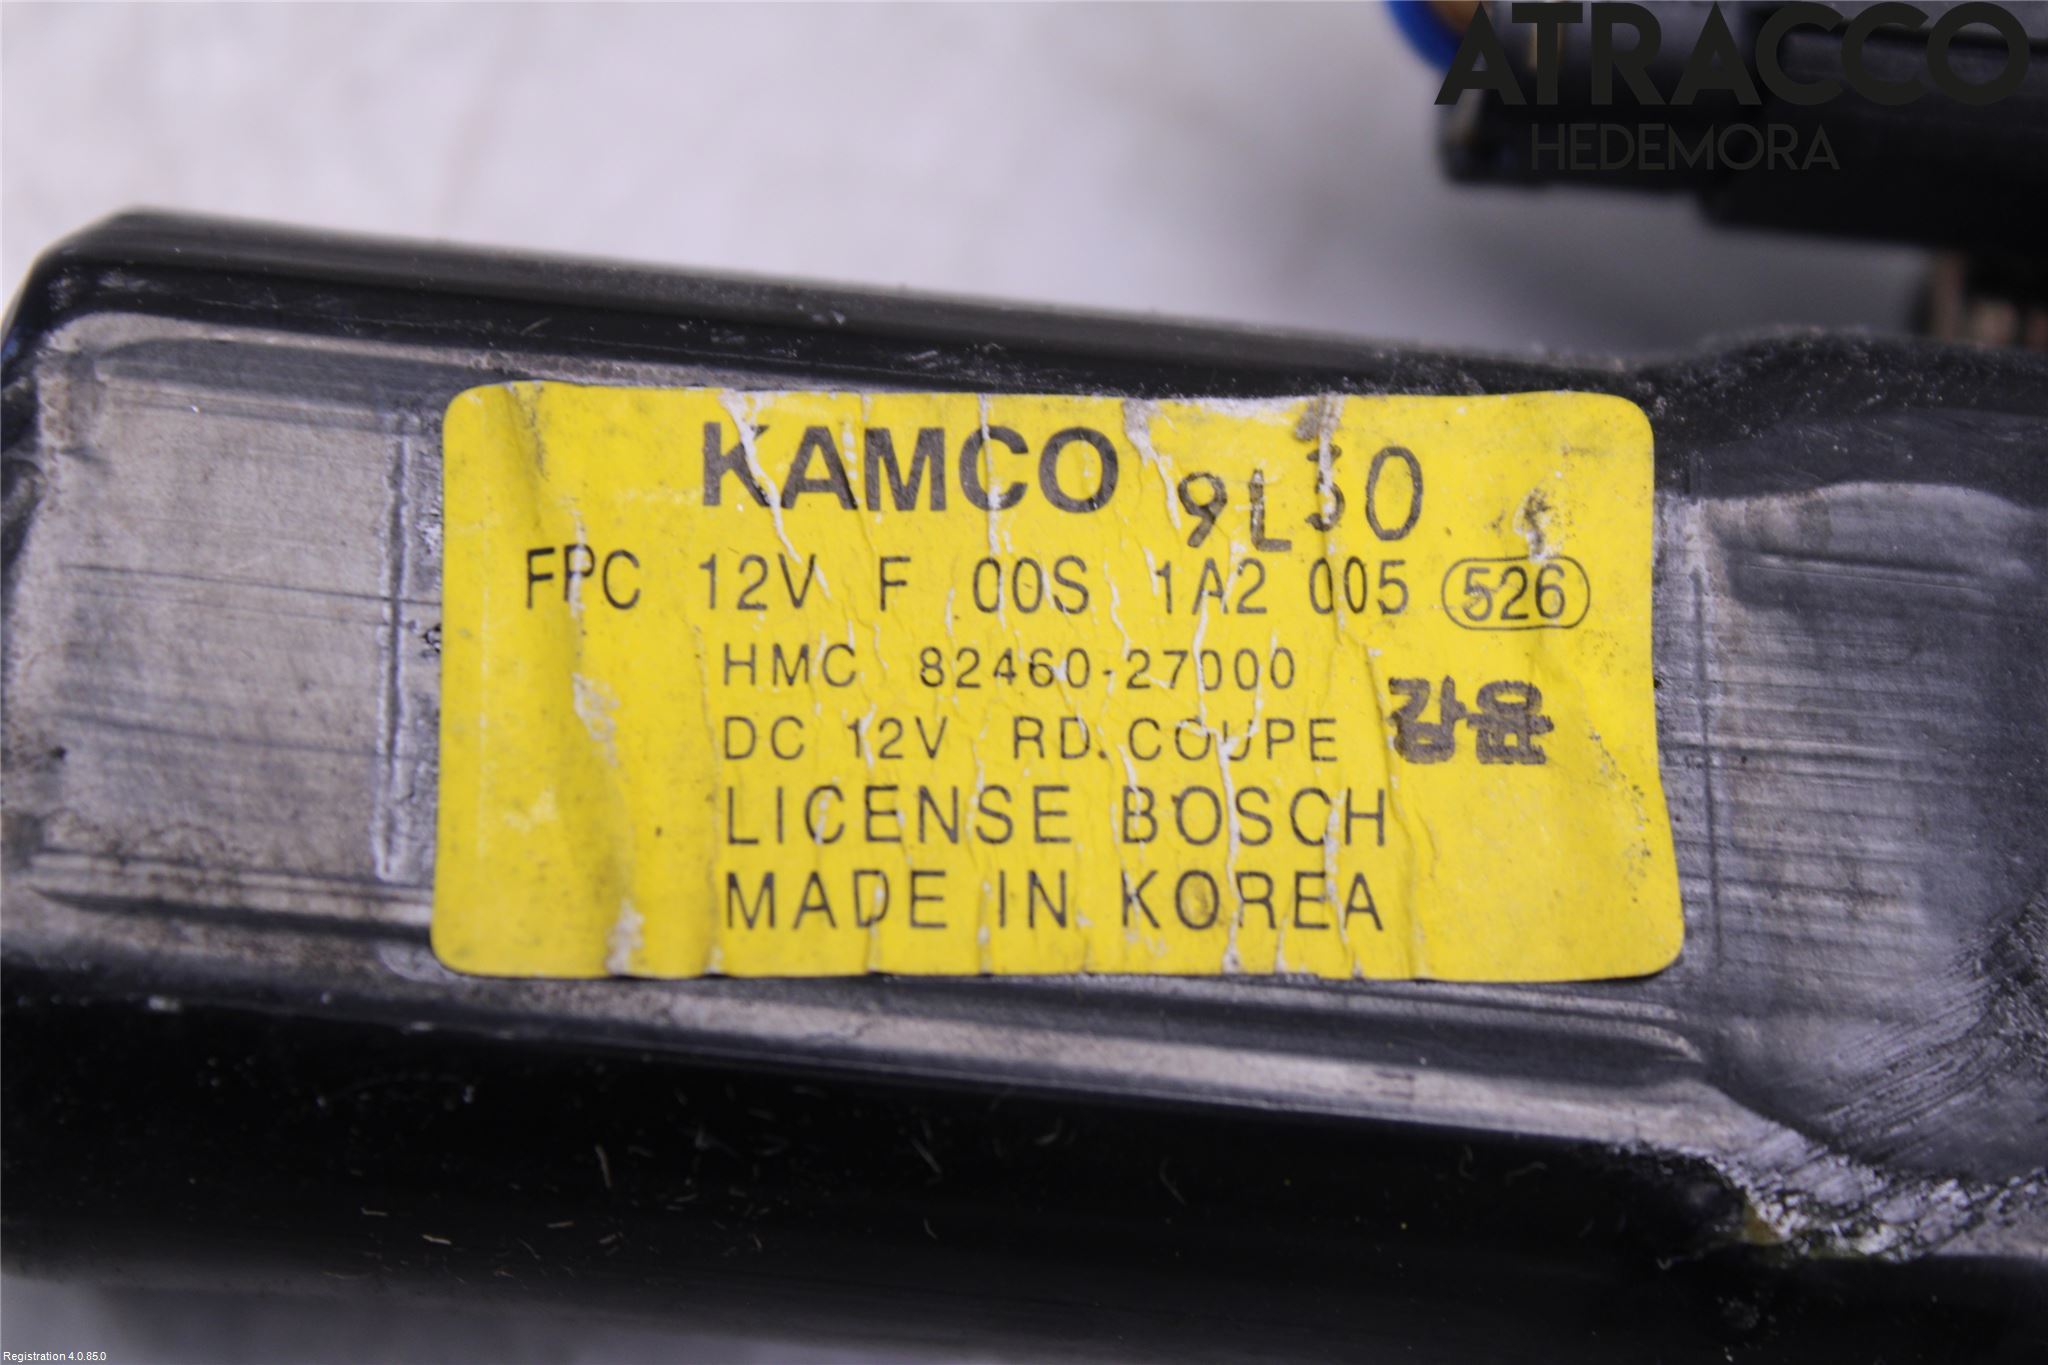 ATRACCO
HEDEMORA
KAMCO 9L30
FPC 12V F 00S 1A2 005 526
HMC 82460-27000
DC 12V RD. COUPE 강윤
LICENSE BOSCH
MADE IN KOREA
Registration 4.0.85.0